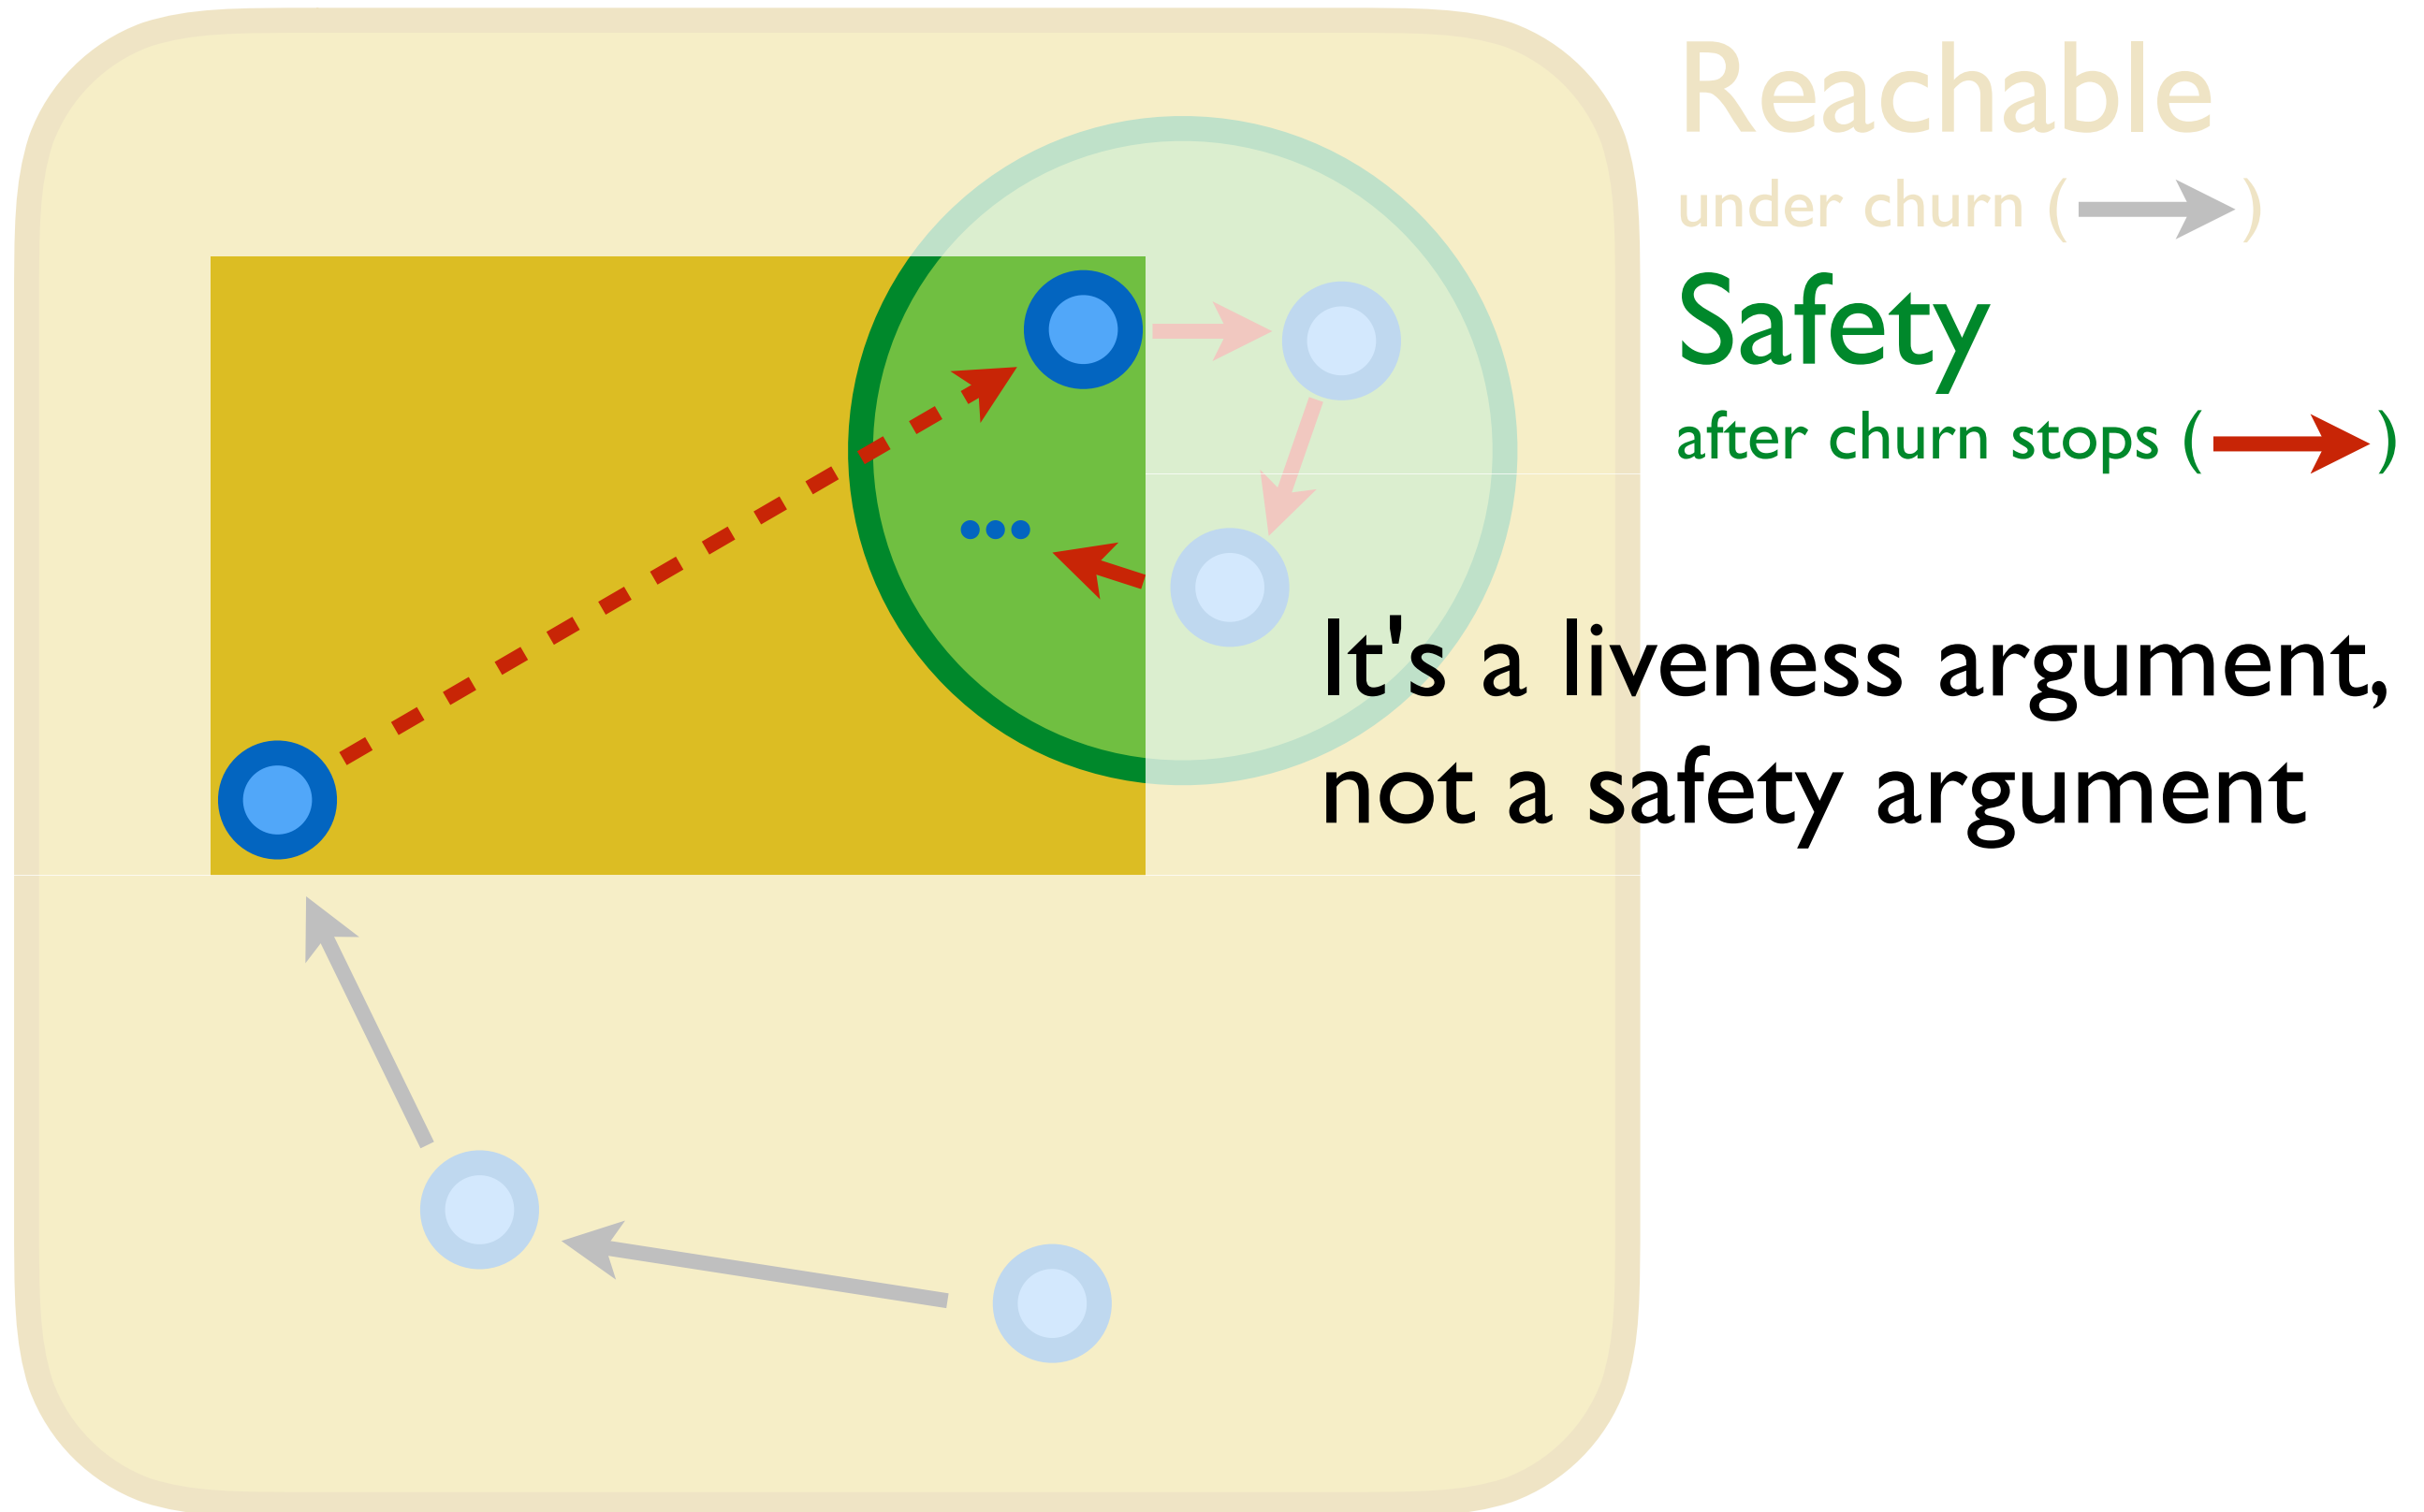 Reachable
under churn ( )
Safety
after churn stops ( )
It's a liveness argument,
not a safety argument